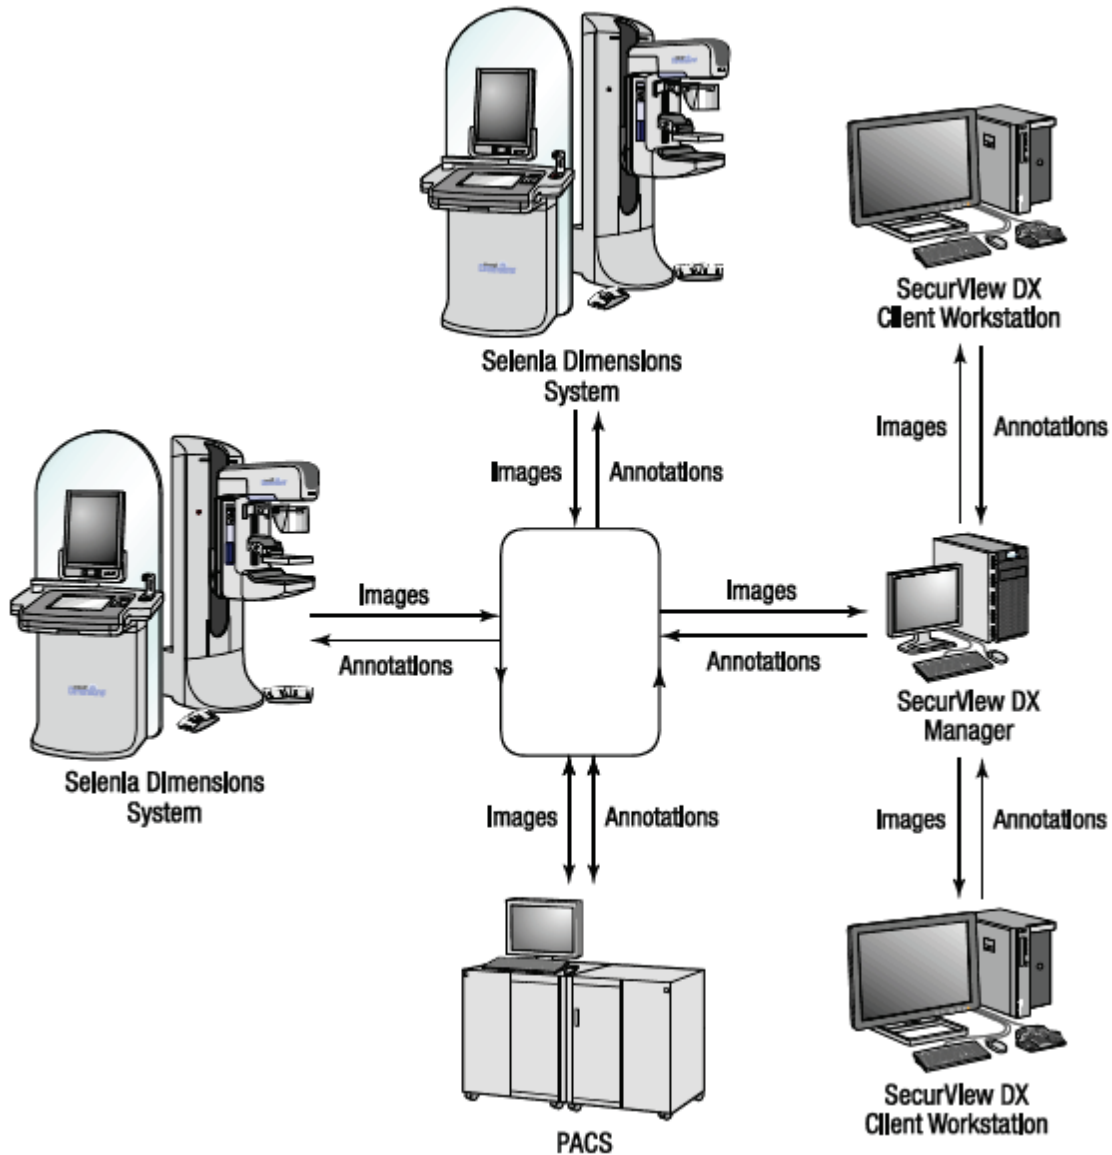 SecurView DX
Client Workstation
Selenia Dimensions
System
Images
Annotations
Images
Annotations
Images
Annotations
Images
Annotations
SecurView DX
Manager
Selenia Dimensions
System
Images
Annotations
Images
Annotations
SecurView DX
Client Workstation
PACS